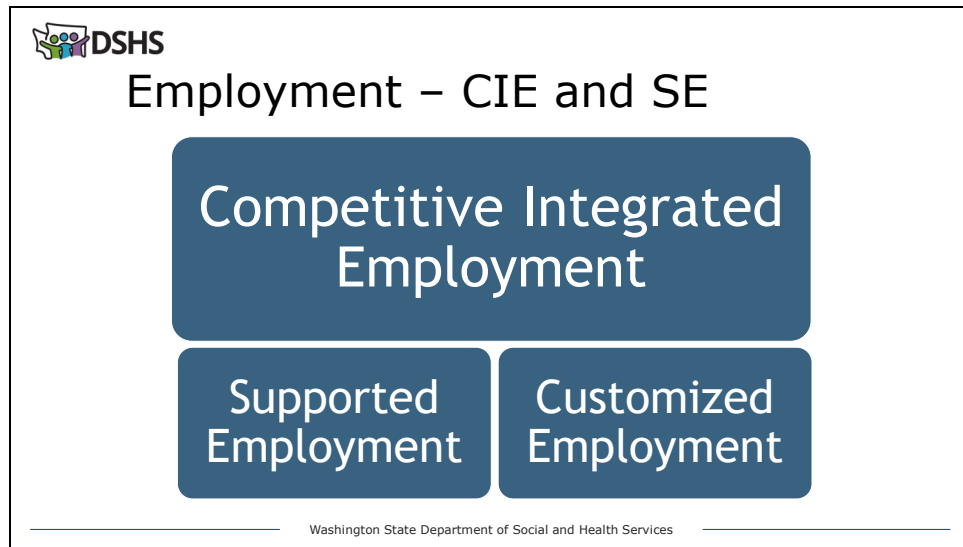 DSHS
Employment – CIE and SE
Competitive Integrated
Employment
Supported
Employment
Customized
Employment
Washington State Department of Social and Health Services